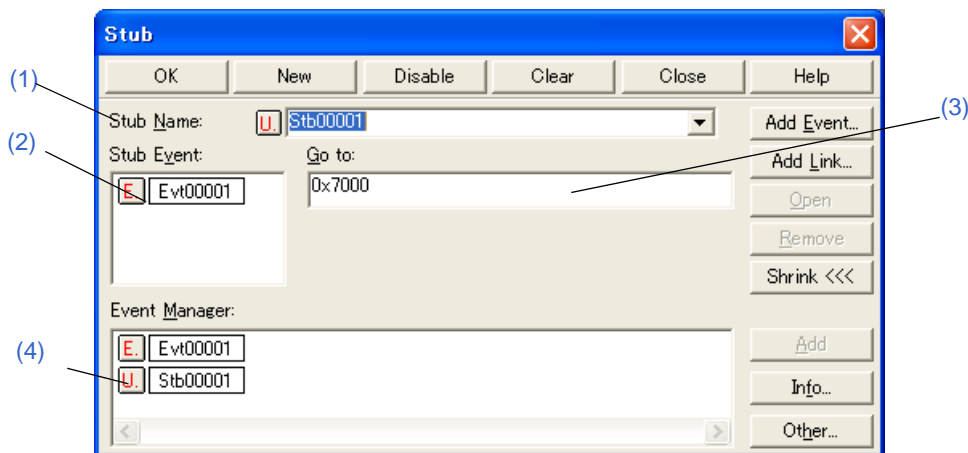 Stub
OK New Disable Clear Close Help
(1)
Stub Name: U. Stb00001 Add Event...
(3)
(2)
Stub Event: Go to: Add Link...
E. Evt00001 0x7000
Open
Remove
Shrink <<<
Event Manager:
(4)
E. Evt00001 Add
U. Stb00001 Info...
Other...